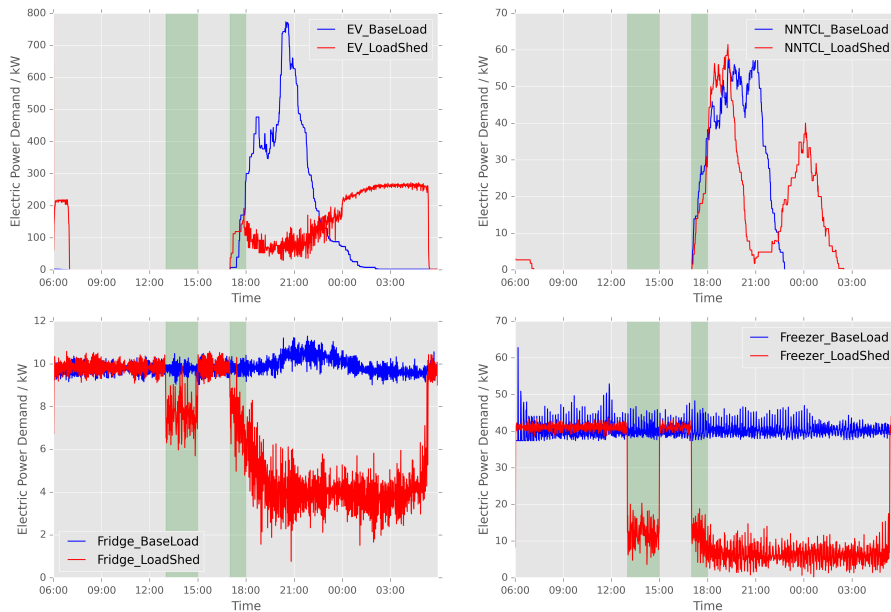 800
700
600
500
400
300
200
100
0
Electric Power Demand / kW
EV_BaseLoad
EV_LoadShed
06:00 09:00 12:00 15:00 18:00 21:00 00:00 03:00
Time
70
60
50
40
30
20
10
0
Electric Power Demand / kW
NNTCL_BaseLoad
NNTCL_LoadShed
06:00 09:00 12:00 15:00 18:00 21:00 00:00 03:00
Time
12
10
8
6
4
2
0
Electric Power Demand / kW
Fridge_BaseLoad
Fridge_LoadShed
06:00 09:00 12:00 15:00 18:00 21:00 00:00 03:00
Time
70
60
50
40
30
20
10
0
Electric Power Demand / kW
Freezer_BaseLoad
Freezer_LoadShed
06:00 09:00 12:00 15:00 18:00 21:00 00:00 03:00
Time